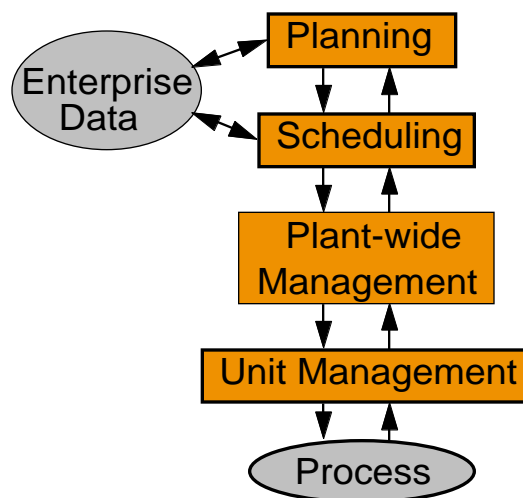 Planning
Enterprise
Data
Scheduling
Plant-wide
Management
Unit Management
Process